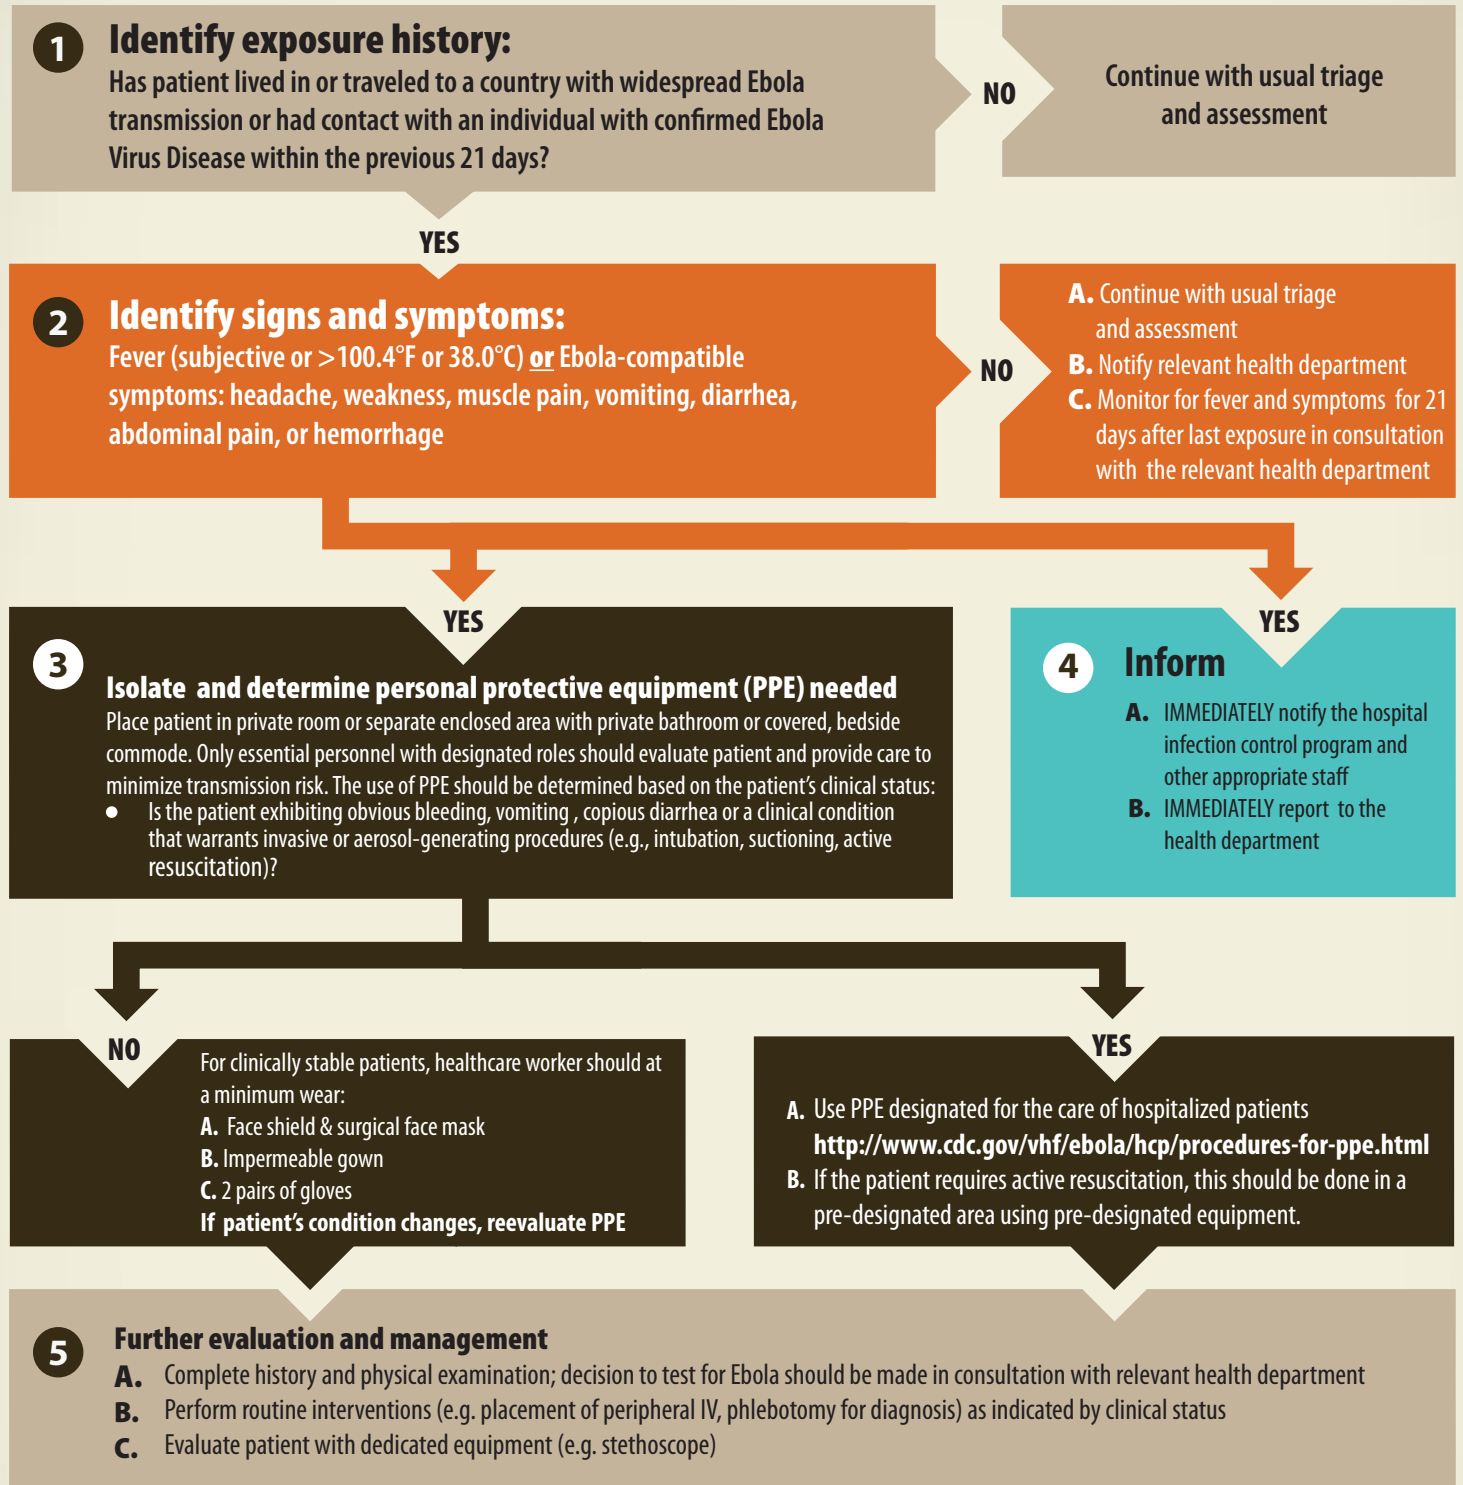 1
Identify exposure history:
Has patient lived in or traveled to a country with widespread Ebola
transmission or had contact with an individual with confirmed Ebola
Virus Disease within the previous 21 days?
NO
Continue with usual triage
and assessment
YES
2
Identify signs and symptoms:
Fever (subjective or >100.4°F or 38.0°C) or Ebola-compatible
symptoms: headache, weakness, muscle pain, vomiting, diarrhea,
abdominal pain, or hemorrhage
NO
A. Continue with usual triage
and assessment
B. Notify relevant health department
C. Monitor for fever and symptoms for 21
days after last exposure in consultation
with the relevant health department
YES
3
Isolate and determine personal protective equipment (PPE) needed
Place patient in private room or separate enclosed area with private bathroom or covered, bedside
commode. Only essential personnel with designated roles should evaluate patient and provide care to
minimize transmission risk. The use of PPE should be determined based on the patient's clinical status:
● Is the patient exhibiting obvious bleeding, vomiting , copious diarrhea or a clinical condition
that warrants invasive or aerosol-generating procedures (e.g., intubation, suctioning, active
resuscitation)?
YES
4
Inform
A. IMMEDIATELY notify the hospital
infection control program and
other appropriate staff
B. IMMEDIATELY report to the
health department
NO
For clinically stable patients, healthcare worker should at
a minimum wear:
A. Face shield & surgical face mask
B. Impermeable gown
C. 2 pairs of gloves
If patient's condition changes, reevaluate PPE
YES
A. Use PPE designated for the care of hospitalized patients
http://www.cdc.gov/vhf/ebola/hcp/procedures-for-ppe.html
B. If the patient requires active resuscitation, this should be done in a
pre-designated area using pre-designated equipment.
5
Further evaluation and management
A. Complete history and physical examination; decision to test for Ebola should be made in consultation with relevant health department
B. Perform routine interventions (e.g. placement of peripheral IV, phlebotomy for diagnosis) as indicated by clinical status
C. Evaluate patient with dedicated equipment (e.g. stethoscope)